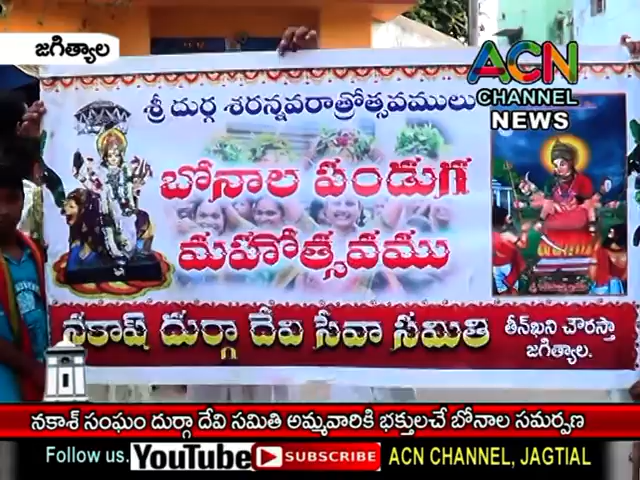 జగిత్యాల
ACN
CHANNEL
NEWS
శ్రీ దుర్గ శరన్నవరాత్రోత్సవములు
బోనాల పండుగ
మహోత్సవము
నకాష్ దుర్గా దేవి సేవా సమితి
తీన్‌ఖని చౌరస్తా
జగిత్యాల.
నకాశ్ సంఘం దుర్గా దేవి సమితి అమ్మవారికి భక్తులచే బోనాల సమర్పణ
Follow us. YouTube SUBSCRIBE ACN CHANNEL, JAGTIAL